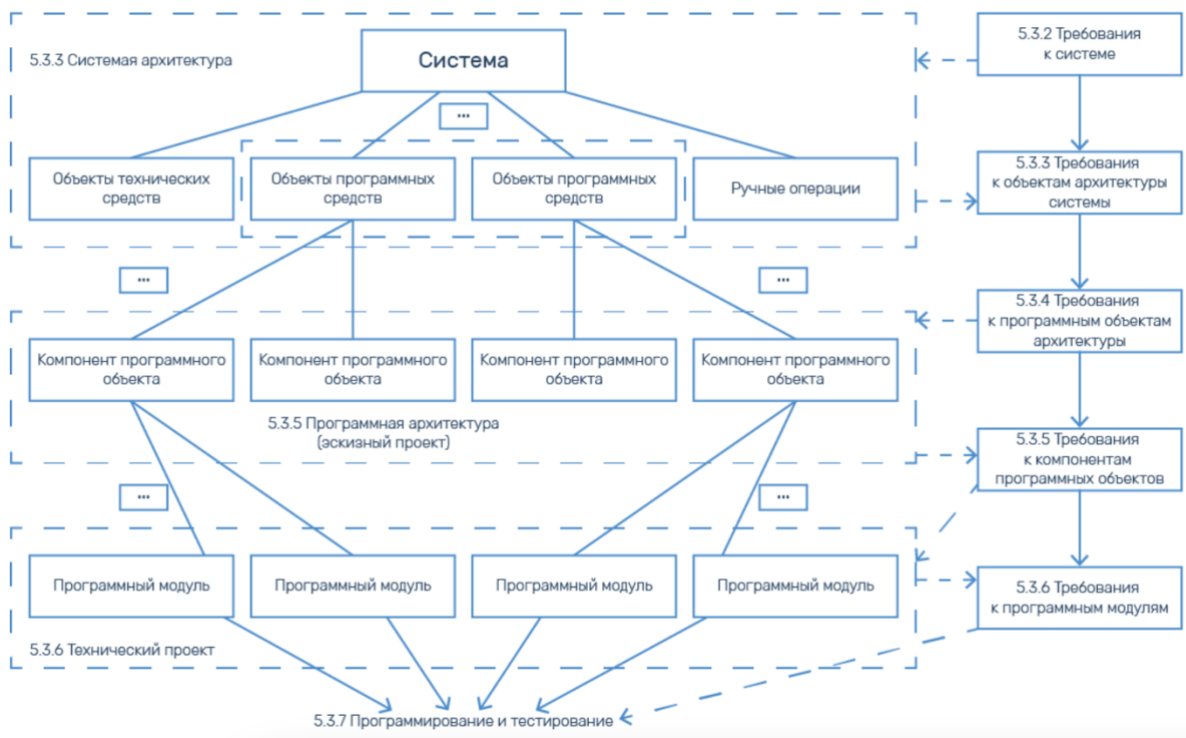 5.3.2 Требования
к системе
5.3.3 Системая архитектура
Система
...
Объекты технических
средств
Объекты программных
средств
Объекты программных
средств
Ручные операции
5.3.3 Требования
к объектам архитектуры
системы
...
...
5.3.4 Требования
к программным объектам
архитектуры
Компонент программного
объекта
Компонент программного
объекта
Компонент программного
объекта
Компонент программного
объекта
5.3.5 Программная архитектура
(эскизный проект)
5.3.5 Требования
к компонентам
программных объектов
...
...
Программный модуль
Программный модуль
Программный модуль
Программный модуль
5.3.6 Требования
к программным модулям
5.3.6 Технический проект
5.3.7 Программирование и тестирование